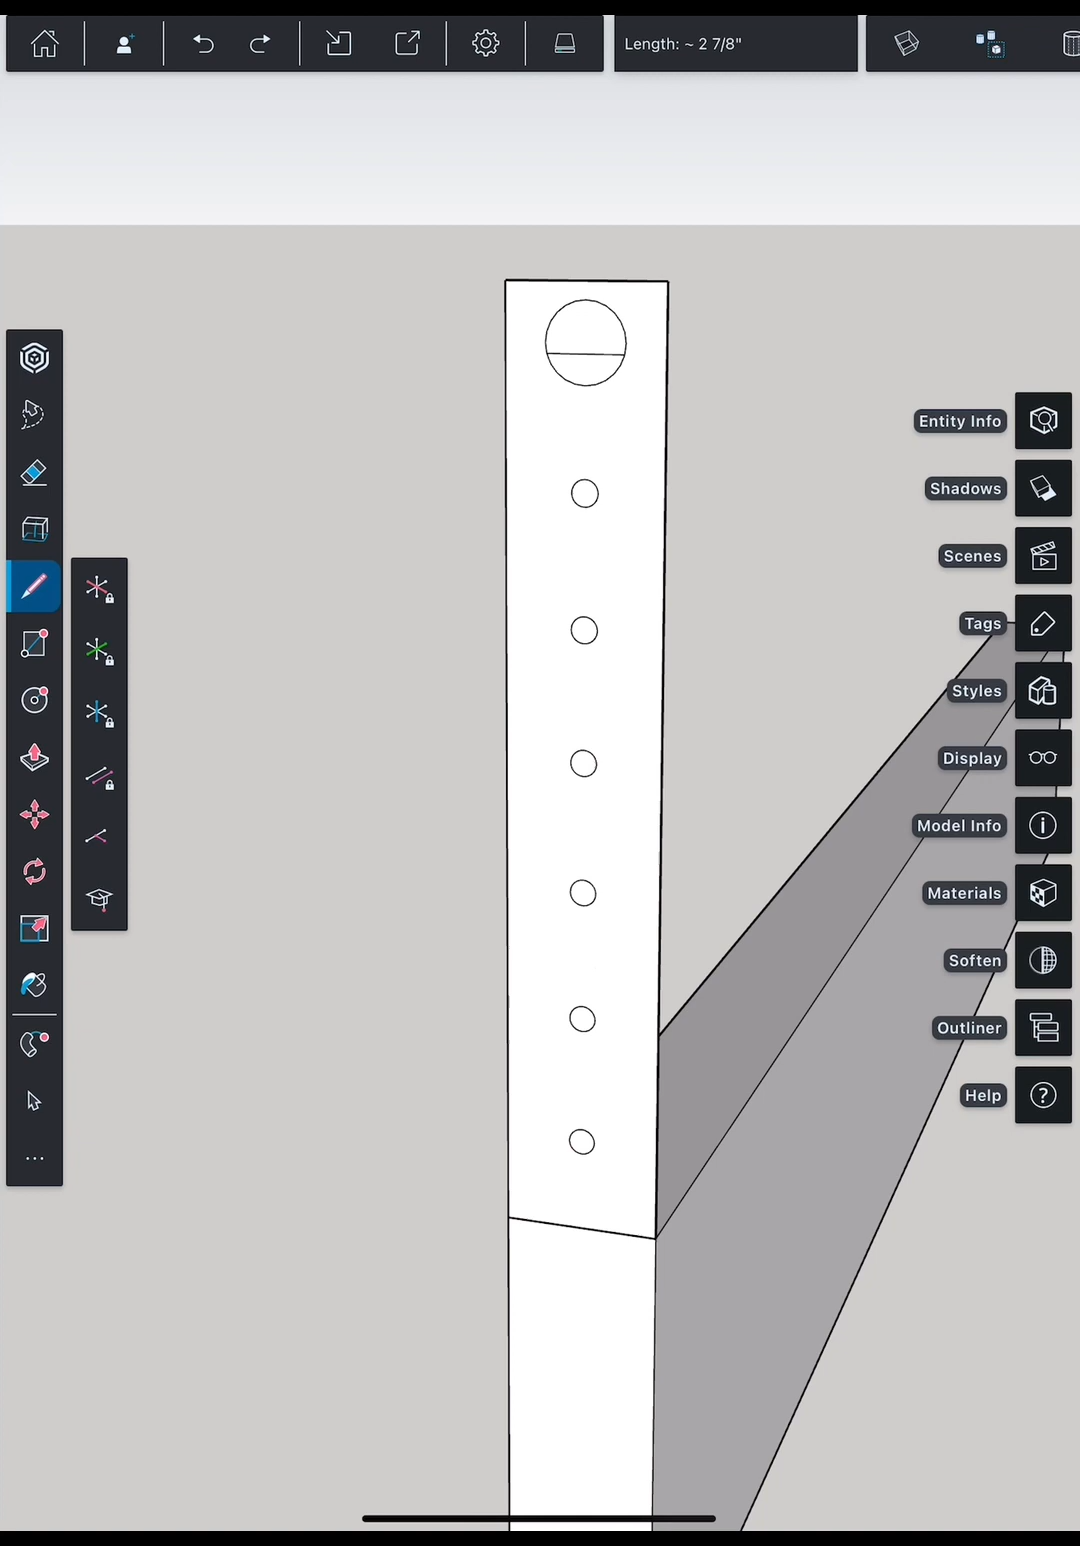 Length: ~ 2 7/8"
Entity Info
Shadows
Scenes
Tags
Styles
Display
Model Info
Materials
Soften
Outliner
Help